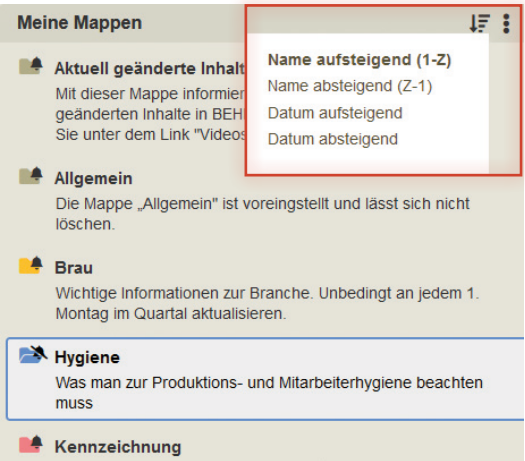 Meine Mappen
Name aufsteigend (1-Z)
Name absteigend (Z-1)
Datum aufsteigend
Datum absteigend
Aktuell geänderte Inhalt
Mit dieser Mappe informier
geänderten Inhalte in BEH
Sie unter dem Link "Videos
Allgemein
Die Mappe „Allgemein" ist voreingestellt und lässt sich nicht
löschen.
Brau
Wichtige Informationen zur Branche. Unbedingt an jedem 1.
Montag im Quartal aktualisieren.
Hygiene
Was man zur Produktions- und Mitarbeiterhygiene beachten
muss
Kennzeichnung